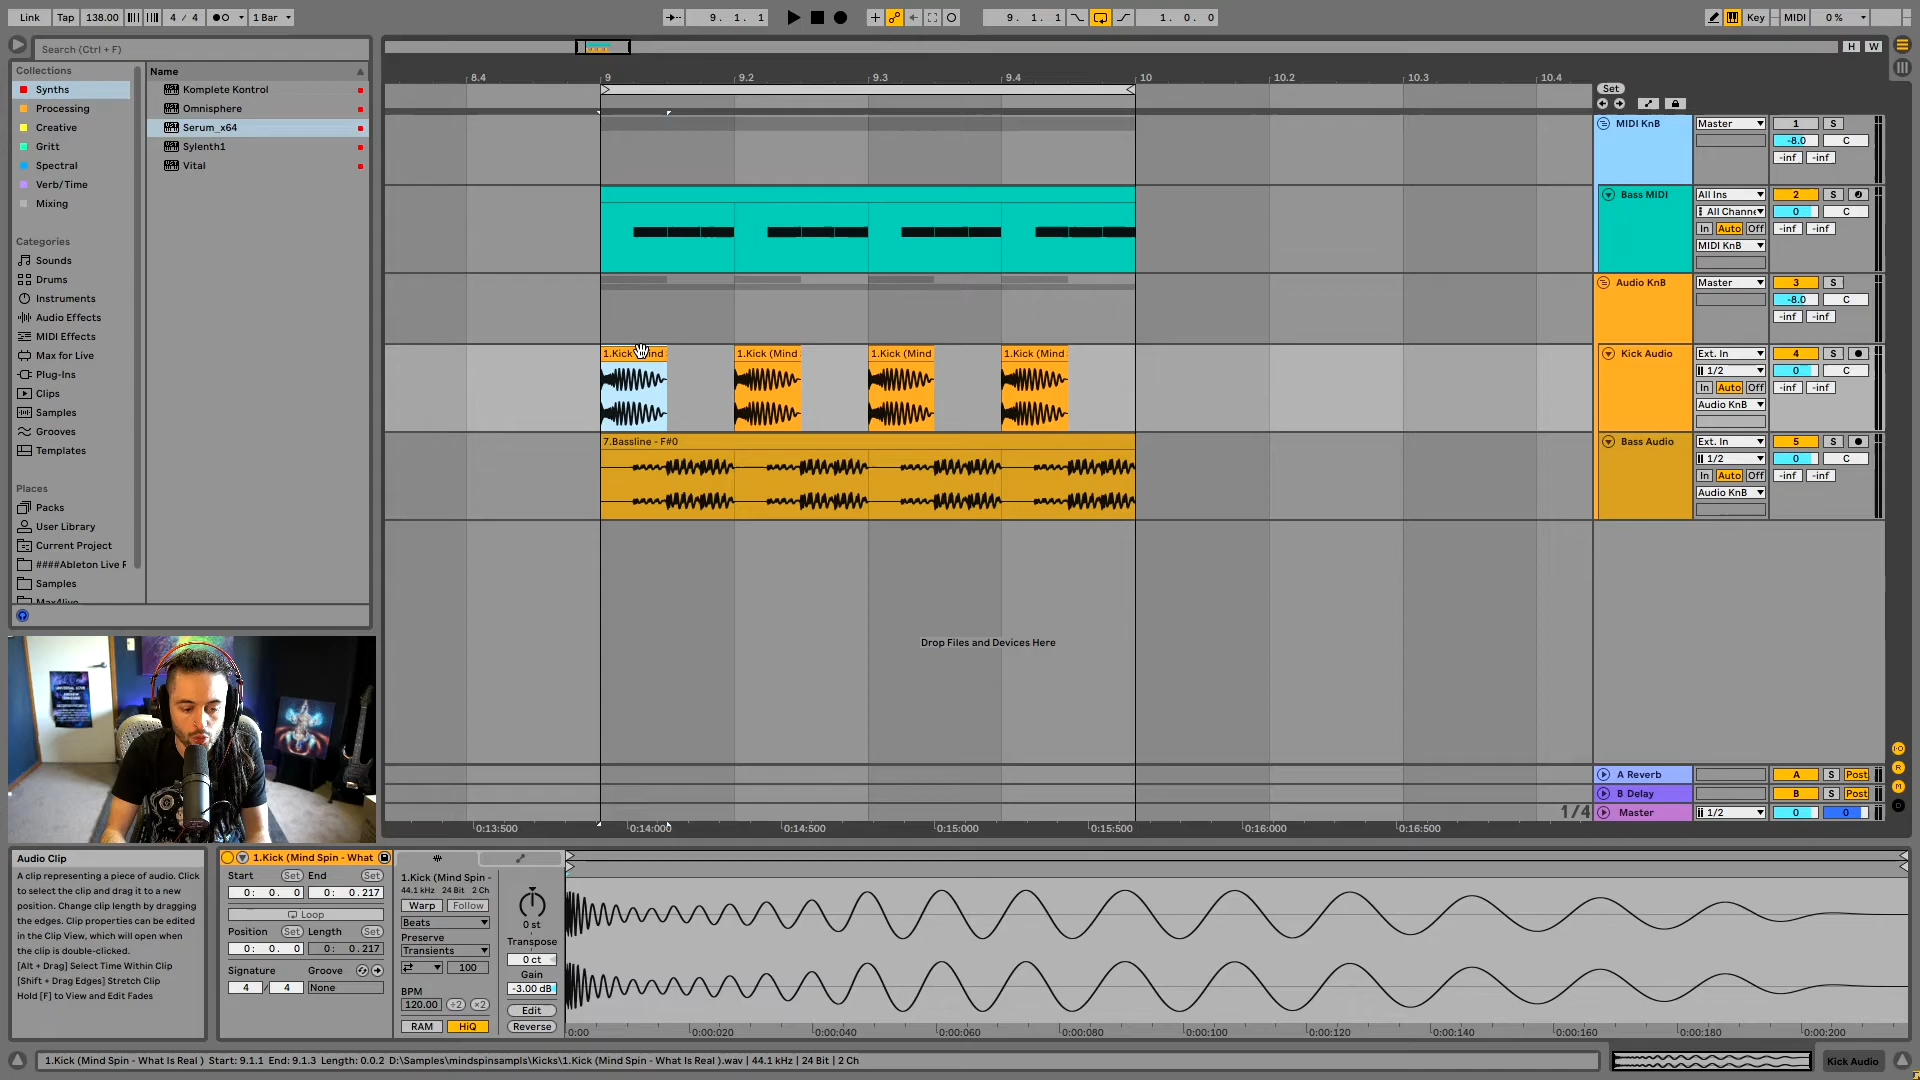 Link Tap 138.00 4 / 4 1 Bar 9. 1. 1 9. 1. 1 1. 0. 0 Key MIDI 0 %
Search (Ctrl + F)
H W
Collections
Synths
Processing
Creative
Gritt
Spectral
Verb/Time
Mixing
Categories
Sounds
Drums
Instruments
Audio Effects
MIDI Effects
Max for Live
Plug-Ins
Clips
Samples
Grooves
Templates
Places
Packs
User Library
Current Project
####Ableton Live F
Samples
Max4live
Name
Komplete Kontrol
Omnisphere
Serum_x64
Sylenth1
Vital
8.4 9 9.2 9.3 9.4 10 10.2 10.3 10.4
Set
MIDI KnB Master 1 S
-8.0 C
-inf -inf
Bass MIDI All Ins 2 S
All Channe 0 C
In Auto Off -inf -inf
MIDI KnB
Audio KnB Master 3 S
-8.0 C
-inf -inf
1.Kick (Mind 1.Kick (Mind 1.Kick (Mind 1.Kick (Mind
Kick Audio Ext. In 4 S
1/2 0 C
In Auto Off -inf -inf
Audio KnB
7.Bassline - F#0
Bass Audio Ext. In 5 S
1/2 0 C
In Auto Off -inf -inf
Audio KnB
Drop Files and Devices Here
A Reverb A S Post
B Delay B S Post
1/4 Master 1/2 0 0
0:13:500 0:14:000 0:14:500 0:15:000 0:15:500 0:16:000 0:16:500
Audio Clip
A clip representing a piece of audio. Click
to select the clip and drag it to a new
position. Change clip length by dragging
the edges. Clip properties can be edited
in the Clip View, which will open when
the clip is double-clicked.
[Alt + Drag] Select Time Within Clip
[Shift + Drag Edges] Stretch Clip
Hold [F] to View and Edit Fades
1.Kick (Mind Spin - What
Start Set End Set
0: 0. 0 0: 0.217
Loop
Position Set Length Set
0: 0. 0 0: 0.217
Signature Groove
4 / 4 None
1.Kick (Mind Spin -
44.1 kHz 24 Bit 2 Ch
Warp Follow
Beats
Preserve
Transients
100
BPM
120.00 ÷2 ×2
RAM HiQ
0 st
Transpose
0 ct
Gain
-3.00 dB
Edit
Reverse
0:00 0:00:020 0:00:040 0:00:060 0:00:080 0:00:100 0:00:120 0:00:140 0:00:160 0:00:180 0:00:200
1.Kick (Mind Spin - What Is Real ) Start: 9.1.1 End: 9.1.3 Length: 0.0.2 D:\Samples\mindspinsampls\Kicks\1.Kick (Mind Spin - What Is Real ).wav | 44.1 kHz | 24 Bit | 2 Ch
Kick Audio